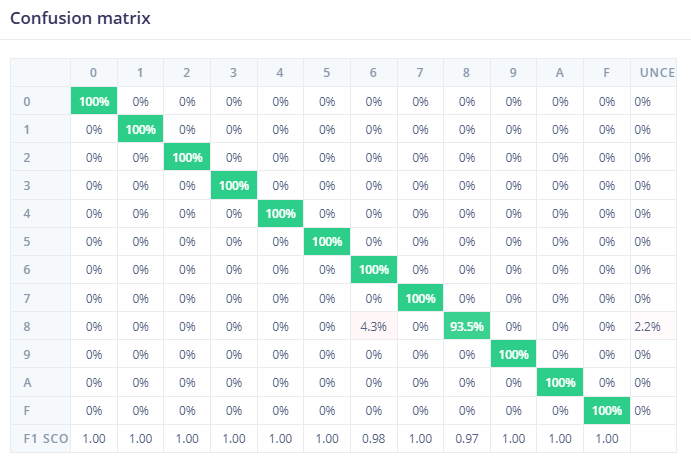 Confusion matrix
0 1 2 3 4 5 6 7 8 9 A F UNCE
0 100% 0% 0% 0% 0% 0% 0% 0% 0% 0% 0% 0% 0%
1 0% 100% 0% 0% 0% 0% 0% 0% 0% 0% 0% 0% 0%
2 0% 0% 100% 0% 0% 0% 0% 0% 0% 0% 0% 0% 0%
3 0% 0% 0% 100% 0% 0% 0% 0% 0% 0% 0% 0% 0%
4 0% 0% 0% 0% 100% 0% 0% 0% 0% 0% 0% 0% 0%
5 0% 0% 0% 0% 0% 100% 0% 0% 0% 0% 0% 0% 0%
6 0% 0% 0% 0% 0% 0% 100% 0% 0% 0% 0% 0% 0%
7 0% 0% 0% 0% 0% 0% 0% 100% 0% 0% 0% 0% 0%
8 0% 0% 0% 0% 0% 0% 4.3% 0% 93.5% 0% 0% 0% 2.2%
9 0% 0% 0% 0% 0% 0% 0% 0% 0% 100% 0% 0% 0%
A 0% 0% 0% 0% 0% 0% 0% 0% 0% 0% 100% 0% 0%
F 0% 0% 0% 0% 0% 0% 0% 0% 0% 0% 0% 100% 0%
F1 SCO 1.00 1.00 1.00 1.00 1.00 1.00 0.98 1.00 0.97 1.00 1.00 1.00